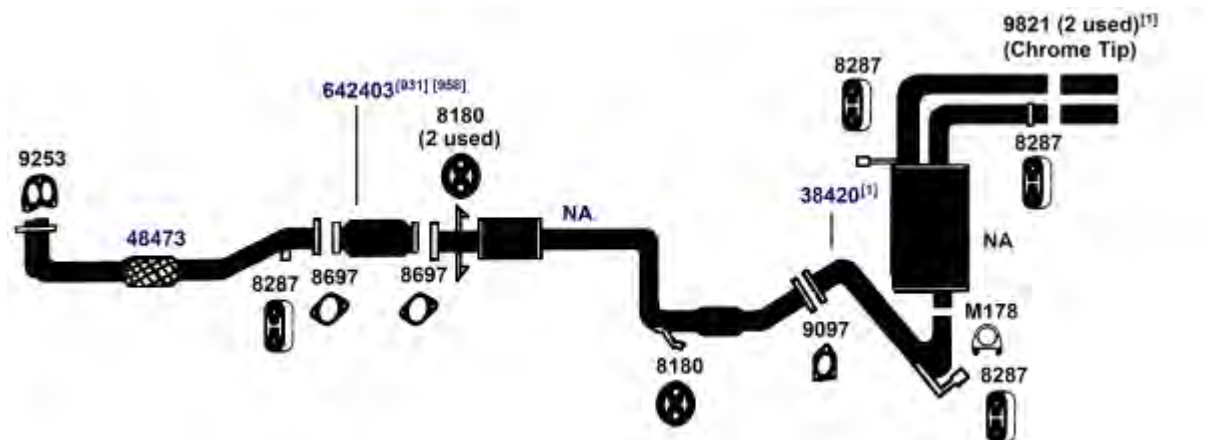 9821 (2 used)[1]
(Chrome Tip)
8287
642403[931] [958]
8180
(2 used)
9253
8287
38420[1]
48473
NA
NA
8287
8697
8697
M178
9097
8180
8287